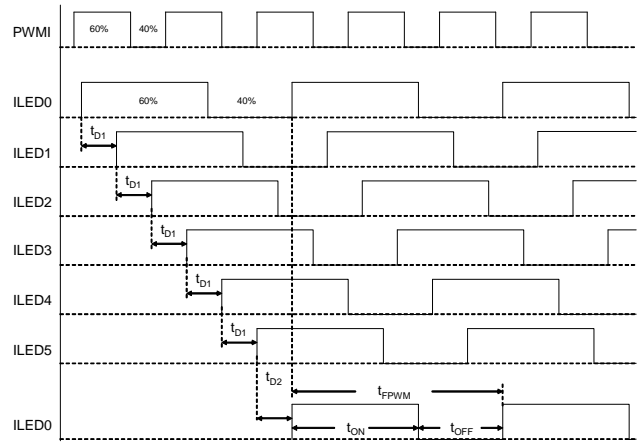 PWMI
60% 40%
ILED0
60% 40%
tD1
ILED1
tD1
ILED2
tD1
ILED3
tD1
ILED4
tD1
ILED5
tD2
tFPWM
tON tOFF
ILED0